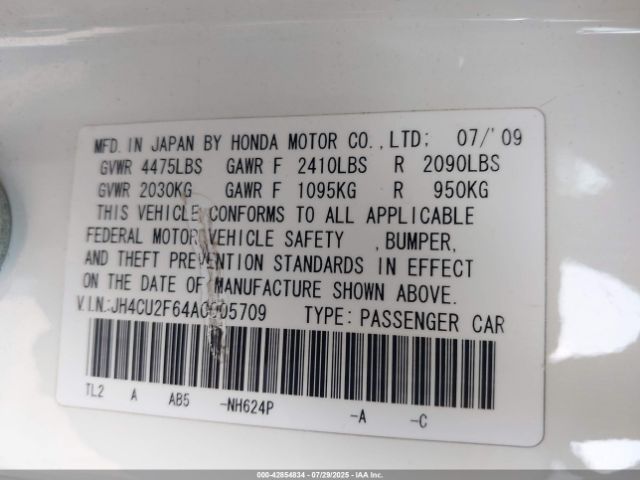 MFD. IN JAPAN BY HONDA MOTOR CO., LTD: 07/'09
GVWR 4475LBS GAWR F 2410LBS R 2090LBS
GVWR 2030KG GAWR F 1095KG R 950KG
THIS VEHICLE CONFORMS TO ALL APPLICABLE
FEDERAL MOTOR VEHICLE SAFETY , BUMPER,
AND THEFT PREVENTION STANDARDS IN EFFECT
ON THE DATE OF MANUFACTURE SHOWN ABOVE.
V.I.N.:JH4CU2F64AC005709 TYPE: PASSENGER CAR
TL2 A AB5 -NH624P -A -C
000-42854834 | 07/29/2025 | IAAI.COM